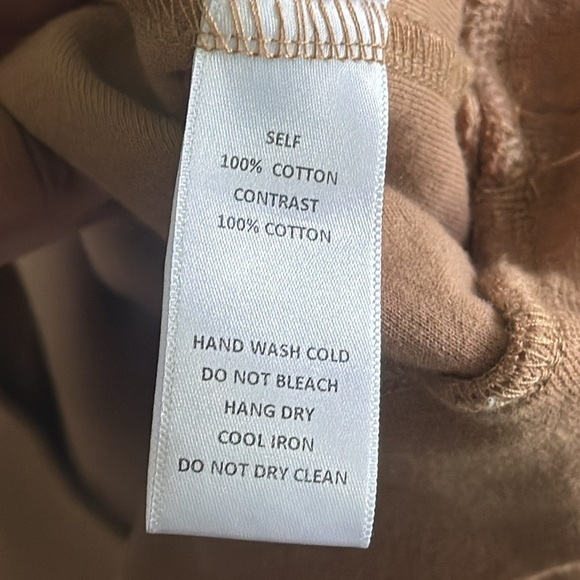 SELF
100% COTTON
CONTRAST
100% COTTON
HAND WASH COLD
DO NOT BLEACH
HANG DRY
COOL IRON
DO NOT DRY CLEAN